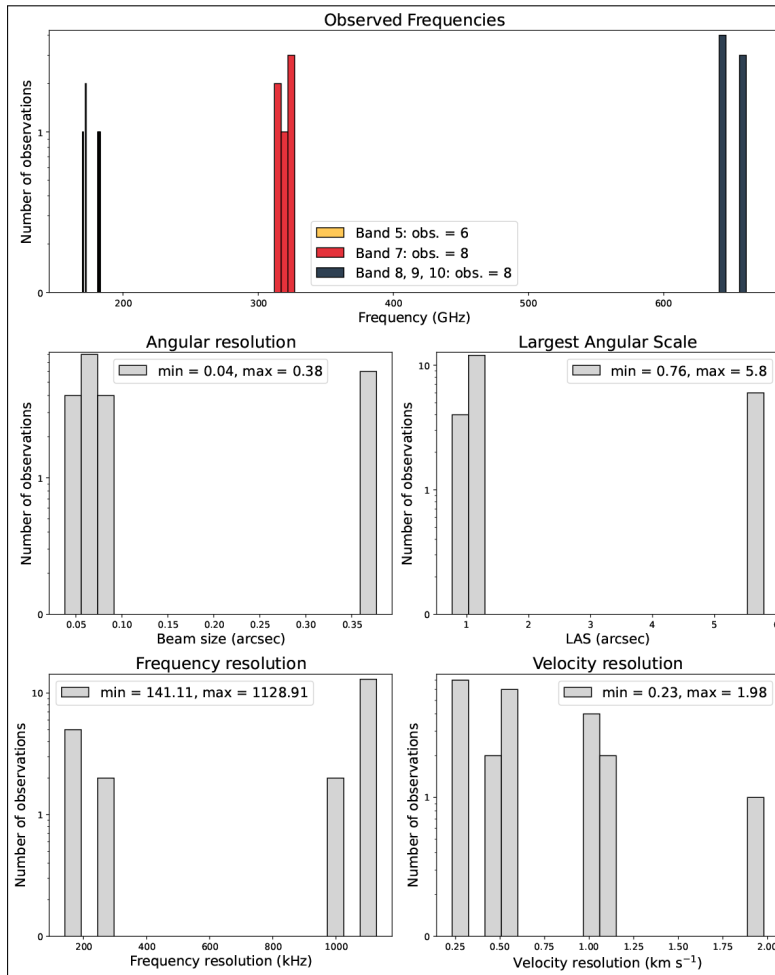 Observed Frequencies
Number of observations
1
0
Band 5: obs. = 6
Band 7: obs. = 8
Band 8, 9, 10: obs. = 8
200 300 400 500 600
Frequency (GHz)
Angular resolution
Number of observations
1
0
min = 0.04, max = 0.38
0.05 0.10 0.15 0.20 0.25 0.30 0.35
Beam size (arcsec)
Largest Angular Scale
Number of observations
10
1
0
min = 0.76, max = 5.8
1 2 3 4 5 6
LAS (arcsec)
Frequency resolution
Number of observations
10
1
0
min = 141.11, max = 1128.91
200 400 600 800 1000
Frequency resolution (kHz)
Velocity resolution
Number of observations
1
0
min = 0.23, max = 1.98
0.25 0.50 0.75 1.00 1.25 1.50 1.75 2.00
Velocity resolution (km s⁻¹)